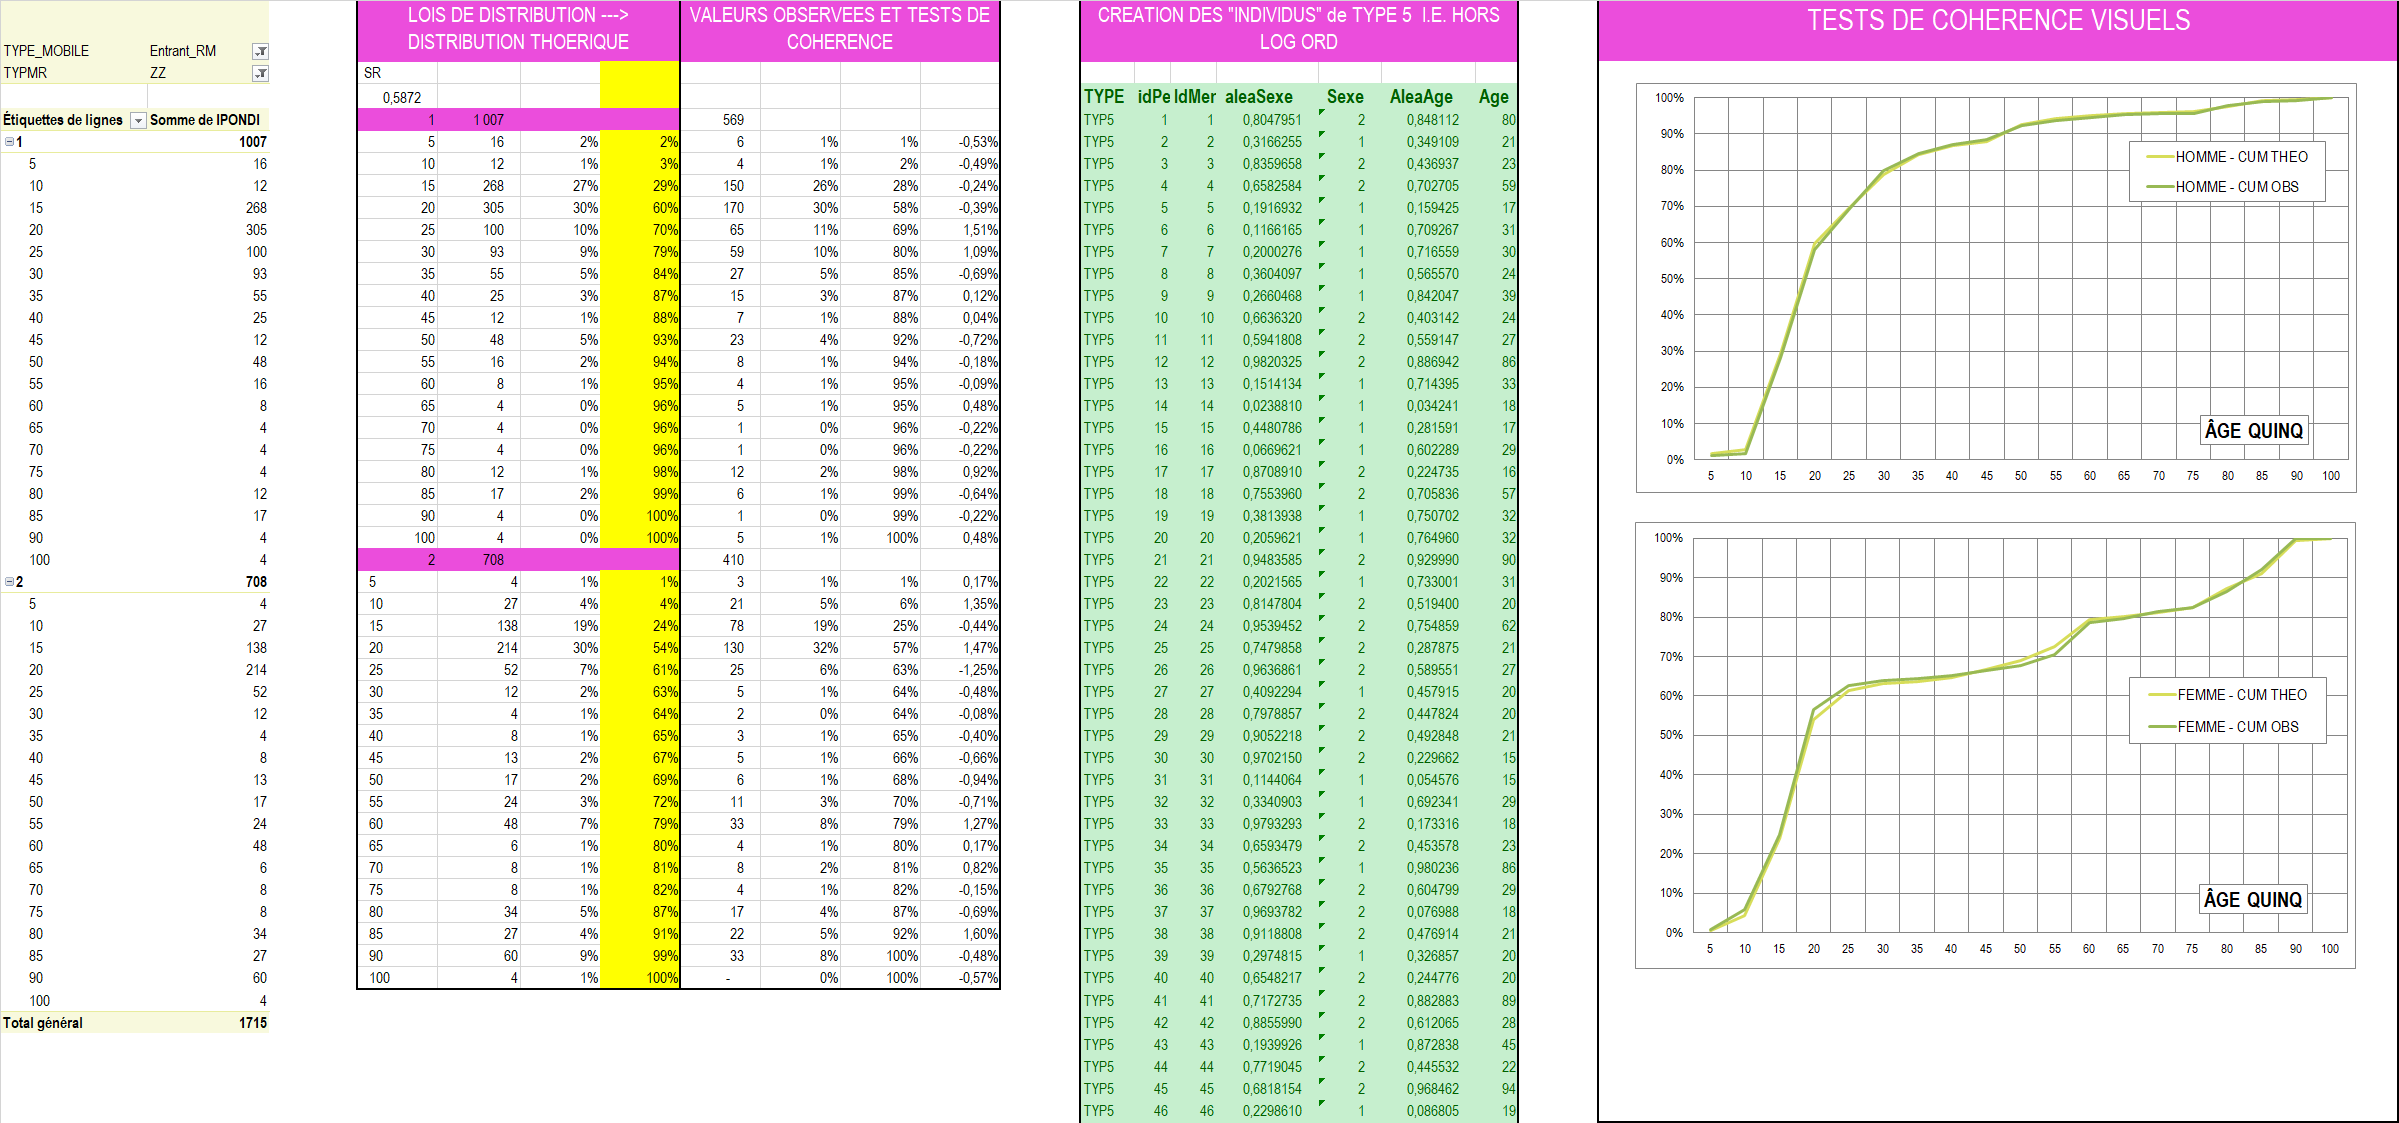 TYPE_MOBILE Entrant_RM
TYPMR ZZ
Étiquettes de lignes Somme de IPONDI
1 1007
5 16
10 12
15 268
20 305
25 100
30 93
35 55
40 25
45 12
50 48
55 16
60 8
65 4
70 4
75 4
80 12
85 17
90 4
100 4
2 708
5 4
10 27
15 138
20 214
25 52
30 12
35 4
40 8
45 13
50 17
55 24
60 48
65 6
70 8
75 8
80 34
85 27
90 60
100 4
Total général 1715
LOIS DE DISTRIBUTION --->
DISTRIBUTION THOERIQUE
VALEURS OBSERVEES ET TESTS DE
COHERENCE
SR
0,5872
1 1 007 569
5 16 2% 2% 6 1% 1% -0,53%
10 12 1% 3% 4 1% 2% -0,49%
15 268 27% 29% 150 26% 28% -0,24%
20 305 30% 60% 170 30% 58% -0,39%
25 100 10% 70% 65 11% 69% 1,51%
30 93 9% 79% 59 10% 80% 1,09%
35 55 5% 84% 27 5% 85% -0,69%
40 25 3% 87% 15 3% 87% 0,12%
45 12 1% 88% 7 1% 88% 0,04%
50 48 5% 93% 23 4% 92% -0,72%
55 16 2% 94% 8 1% 94% -0,18%
60 8 1% 95% 4 1% 95% -0,09%
65 4 0% 96% 5 1% 95% 0,48%
70 4 0% 96% 1 0% 96% -0,22%
75 4 0% 96% 1 0% 96% -0,22%
80 12 1% 98% 12 2% 98% 0,92%
85 17 2% 99% 6 1% 99% -0,64%
90 4 0% 100% 1 0% 99% -0,22%
100 4 0% 100% 5 1% 100% 0,48%
2 708 410
5 4 1% 1% 3 1% 1% 0,17%
10 27 4% 4% 21 5% 6% 1,35%
15 138 19% 24% 78 19% 25% -0,44%
20 214 30% 54% 130 32% 57% 1,47%
25 52 7% 61% 25 6% 63% -1,25%
30 12 2% 63% 5 1% 64% -0,48%
35 4 1% 64% 2 0% 64% -0,08%
40 8 1% 65% 3 1% 65% -0,40%
45 13 2% 67% 5 1% 66% -0,66%
50 17 2% 69% 6 1% 68% -0,94%
55 24 3% 72% 11 3% 70% -0,71%
60 48 7% 79% 33 8% 79% 1,27%
65 6 1% 80% 4 1% 80% 0,17%
70 8 1% 81% 8 2% 81% 0,82%
75 8 1% 82% 4 1% 82% -0,15%
80 34 5% 87% 17 4% 87% -0,69%
85 27 4% 91% 22 5% 92% 1,60%
90 60 9% 99% 33 8% 100% -0,48%
100 4 1% 100% - 0% 100% -0,57%
CREATION DES "INDIVIDUS" de TYPE 5 I.E. HORS
LOG ORD
TYPE idPe IdMer aleaSexe Sexe AleaAge Age
TYP5 1 1 0,8047951 2 0,848112 80
TYP5 2 2 0,3166255 1 0,349109 21
TYP5 3 3 0,8359658 2 0,436937 23
TYP5 4 4 0,6582584 2 0,702705 59
TYP5 5 5 0,1916932 1 0,159425 17
TYP5 6 6 0,1166165 1 0,709267 31
TYP5 7 7 0,2000276 1 0,716559 30
TYP5 8 8 0,3604097 1 0,565570 24
TYP5 9 9 0,2660468 1 0,842047 39
TYP5 10 10 0,6636320 2 0,403142 24
TYP5 11 11 0,5941808 2 0,559147 27
TYP5 12 12 0,9820325 2 0,886942 86
TYP5 13 13 0,1514134 1 0,714395 33
TYP5 14 14 0,0238810 1 0,034241 18
TYP5 15 15 0,4480786 1 0,281591 17
TYP5 16 16 0,0669621 1 0,602289 29
TYP5 17 17 0,8708910 2 0,224735 16
TYP5 18 18 0,7553960 2 0,705836 57
TYP5 19 19 0,3813938 1 0,750702 32
TYP5 20 20 0,2059621 1 0,764960 32
TYP5 21 21 0,9483585 2 0,929990 90
TYP5 22 22 0,2021565 1 0,733001 31
TYP5 23 23 0,8147804 2 0,519400 20
TYP5 24 24 0,9539452 2 0,754859 62
TYP5 25 25 0,7479858 2 0,287875 21
TYP5 26 26 0,9636861 2 0,589551 27
TYP5 27 27 0,4092294 1 0,457915 20
TYP5 28 28 0,7978857 2 0,447824 20
TYP5 29 29 0,9052218 2 0,492848 21
TYP5 30 30 0,9702150 2 0,229662 15
TYP5 31 31 0,1144064 1 0,054576 15
TYP5 32 32 0,3340903 1 0,692341 29
TYP5 33 33 0,9793293 2 0,173316 18
TYP5 34 34 0,6593479 2 0,453578 23
TYP5 35 35 0,5636523 1 0,980236 86
TYP5 36 36 0,6792768 2 0,604799 29
TYP5 37 37 0,9693782 2 0,076988 18
TYP5 38 38 0,9118808 2 0,476914 21
TYP5 39 39 0,2974815 1 0,326857 20
TYP5 40 40 0,6548217 2 0,244776 20
TYP5 41 41 0,7172735 2 0,882883 89
TYP5 42 42 0,8855990 2 0,612065 28
TYP5 43 43 0,1939926 1 0,872838 45
TYP5 44 44 0,7719045 2 0,445532 22
TYP5 45 45 0,6818154 2 0,968462 94
TYP5 46 46 0,2298610 1 0,086805 19
TESTS DE COHERENCE VISUELS
100%
90%
80%
70%
60%
50%
40%
30%
20%
10%
0%
HOMME - CUM THEO
HOMME - CUM OBS
ÂGE QUINQ
5 10 15 20 25 30 35 40 45 50 55 60 65 70 75 80 85 90 100
100%
90%
80%
70%
60%
50%
40%
30%
20%
10%
0%
FEMME - CUM THEO
FEMME - CUM OBS
ÂGE QUINQ
5 10 15 20 25 30 35 40 45 50 55 60 65 70 75 80 85 90 100